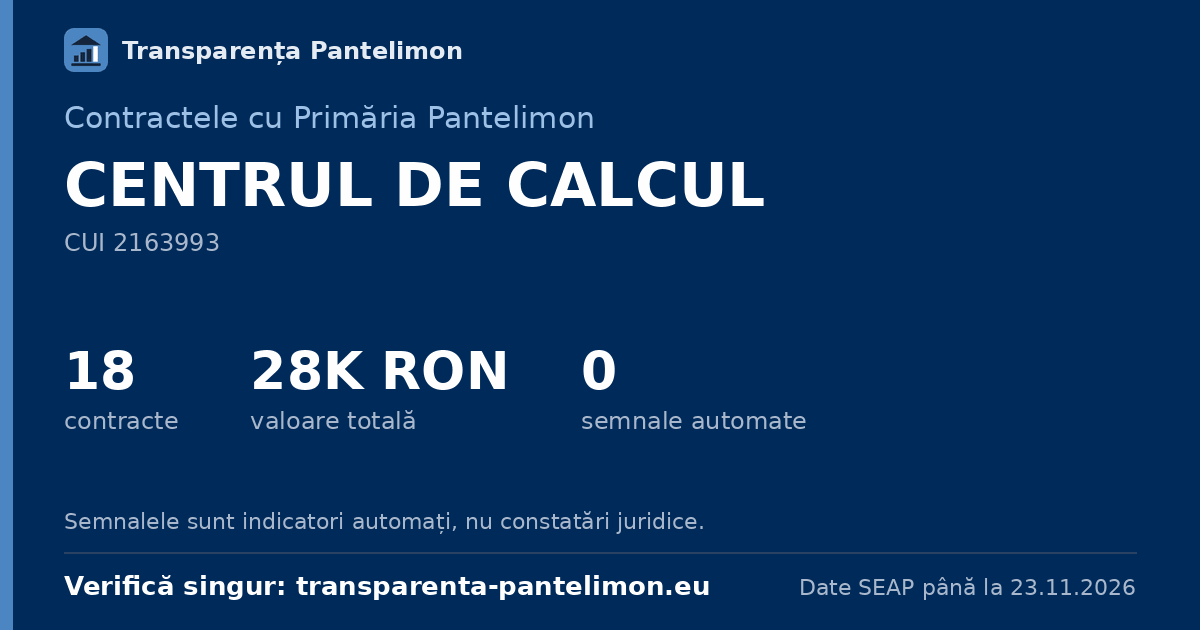 Transparența Pantelimon
Contractele cu Primăria Pantelimon
CENTRUL DE CALCUL
CUI 2163993
18 28K RON 0
contracte valoare totală semnale automate
Semnalele sunt indicatori automați, nu constatări juridice.
Verifică singur: transparenta-pantelimon.eu Date SEAP până la 23.11.2026